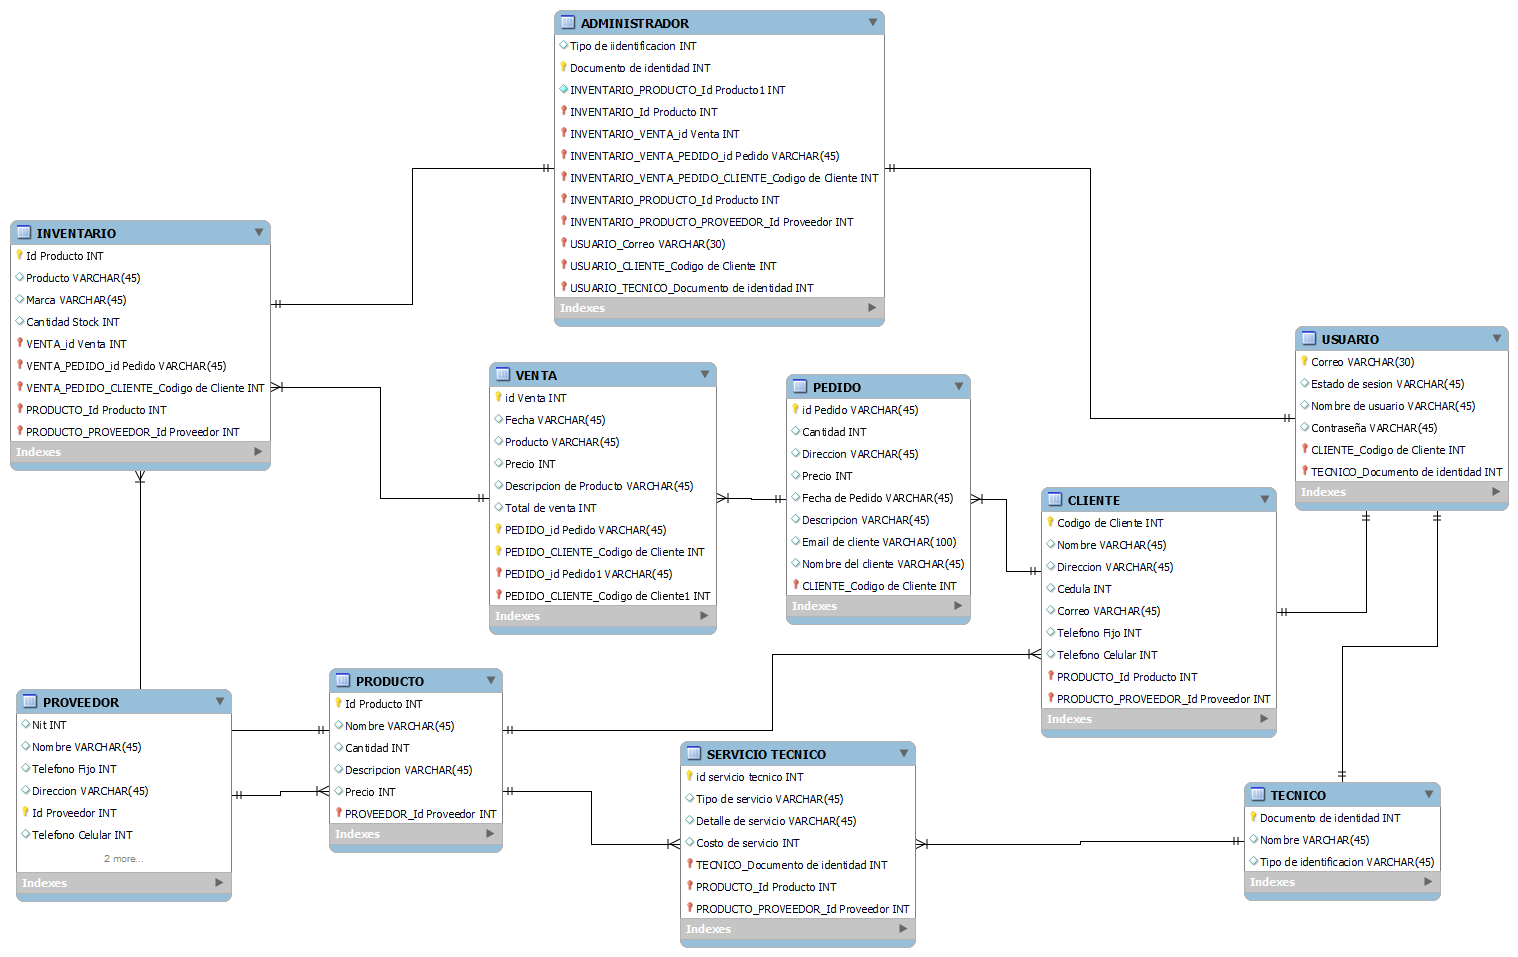 ADMINISTRADOR
Tipo de iidentificacion INT
Documento de identidad INT
INVENTARIO_PRODUCTO_Id Producto1 INT
INVENTARIO_Id Producto INT
INVENTARIO_VENTA_id Venta INT
INVENTARIO_VENTA_PEDIDO_id Pedido VARCHAR(45)
INVENTARIO_VENTA_PEDIDO_CLIENTE_Codigo de Cliente INT
INVENTARIO_PRODUCTO_Id Producto INT
INVENTARIO_PRODUCTO_PROVEEDOR_Id Proveedor INT
USUARIO_Correo VARCHAR(30)
USUARIO_CLIENTE_Codigo de Cliente INT
USUARIO_TECNICO_Documento de identidad INT
Indexes
INVENTARIO
Id Producto INT
Producto VARCHAR(45)
Marca VARCHAR(45)
Cantidad Stock INT
VENTA_id Venta INT
VENTA_PEDIDO_id Pedido VARCHAR(45)
VENTA_PEDIDO_CLIENTE_Codigo de Cliente INT
PRODUCTO_Id Producto INT
PRODUCTO_PROVEEDOR_Id Proveedor INT
Indexes
VENTA
id Venta INT
Fecha VARCHAR(45)
Producto VARCHAR(45)
Precio INT
Descripcion de Producto VARCHAR(45)
Total de venta INT
PEDIDO_id Pedido VARCHAR(45)
PEDIDO_CLIENTE_Codigo de Cliente INT
PEDIDO_id Pedido1 VARCHAR(45)
PEDIDO_CLIENTE_Codigo de Cliente1 INT
Indexes
PEDIDO
id Pedido VARCHAR(45)
Cantidad INT
Direccion VARCHAR(45)
Precio INT
Fecha de Pedido VARCHAR(45)
Descripcion VARCHAR(45)
Email de cliente VARCHAR(100)
Nombre del cliente VARCHAR(45)
CLIENTE_Codigo de Cliente INT
Indexes
USUARIO
Correo VARCHAR(30)
Estado de sesion VARCHAR(45)
Nombre de usuario VARCHAR(45)
Contraseña VARCHAR(45)
CLIENTE_Codigo de Cliente INT
TECNICO_Documento de identidad INT
Indexes
CLIENTE
Codigo de Cliente INT
Nombre VARCHAR(45)
Direccion VARCHAR(45)
Cedula INT
Correo VARCHAR(45)
Telefono Fijo INT
Telefono Celular INT
PRODUCTO_Id Producto INT
PRODUCTO_PROVEEDOR_Id Proveedor INT
Indexes
PROVEEDOR
Nit INT
Nombre VARCHAR(45)
Telefono Fijo INT
Direccion VARCHAR(45)
Id Proveedor INT
Telefono Celular INT
2 more...
Indexes
PRODUCTO
Id Producto INT
Nombre VARCHAR(45)
Cantidad INT
Descripcion VARCHAR(45)
Precio INT
PROVEEDOR_Id Proveedor INT
Indexes
SERVICIO TECNICO
id servicio tecnico INT
Tipo de servicio VARCHAR(45)
Detalle de servicio VARCHAR(45)
Costo de servicio INT
TECNICO_Documento de identidad INT
PRODUCTO_Id Producto INT
PRODUCTO_PROVEEDOR_Id Proveedor INT
Indexes
TECNICO
Documento de identidad INT
Nombre VARCHAR(45)
Tipo de identificacion VARCHAR(45)
Indexes